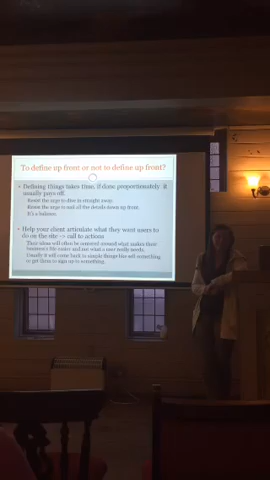 To define up front or not to define up front?
Defining things takes time, if done proportionately it
usually pays off.
Resist the urge to dive in straight away.
Resist the urge to nail all the details down up front.
It's a balance.
Help your client articulate what they want users to
do on the site–> call to actions
They ideas will often be centered around what makes their
business's life easier and not what a user really needs.
Usually it will come back to simple things like sell something
or get them to sign up to something.